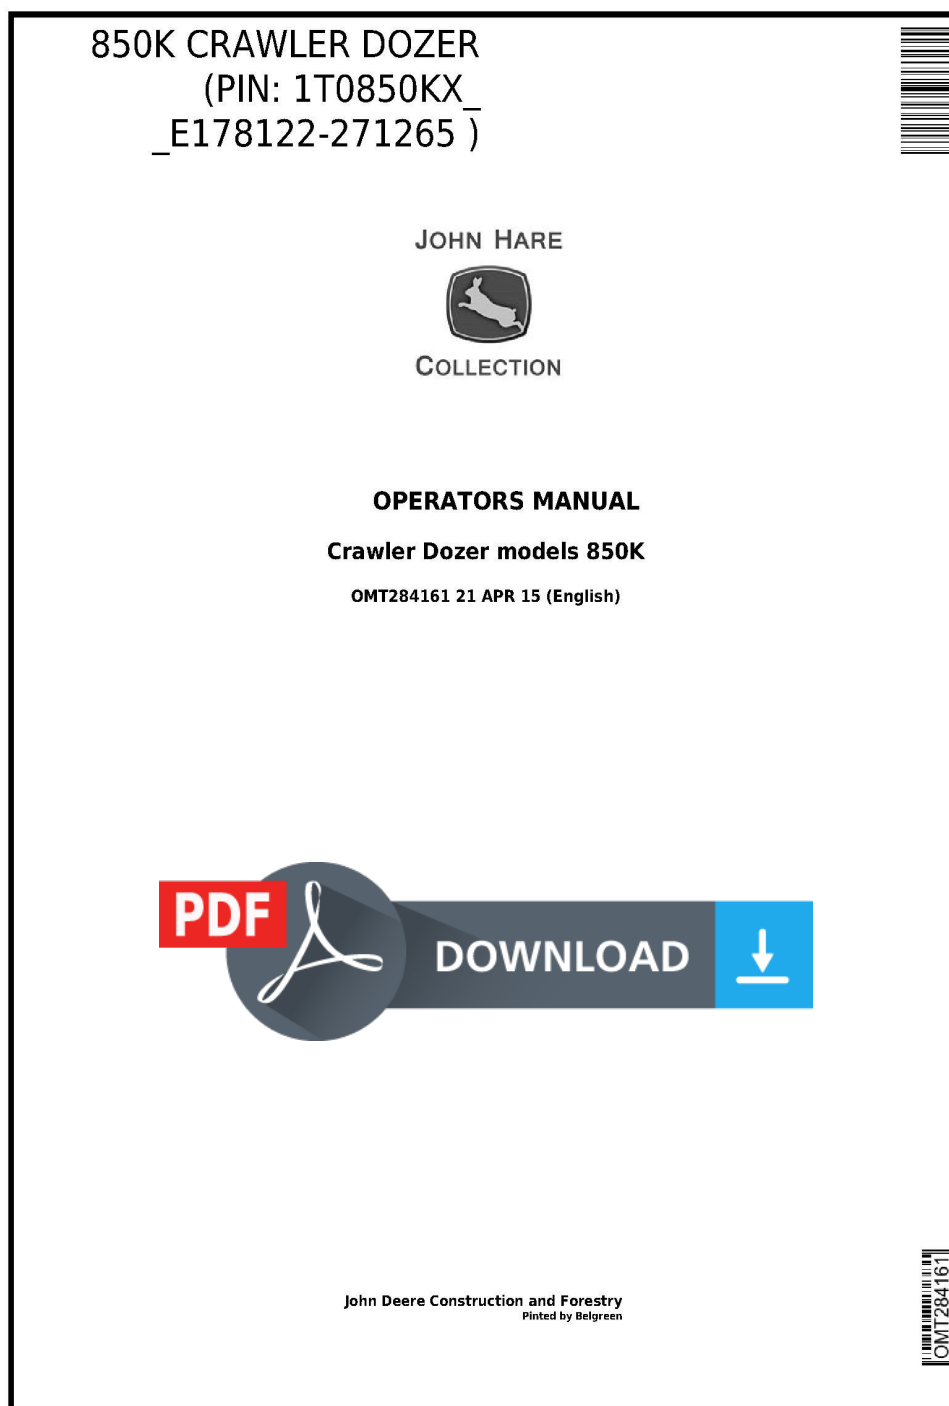 850K CRAWLER DOZER
(PIN: 1T0850KX_
_E178122-271265 )
JOHN HARE
COLLECTION
OPERATORS MANUAL
Crawler Dozer models 850K
OMT284161 21 APR 15 (English)
PDF
DOWNLOAD
John Deere Construction and Forestry
Pinted by Belgreen
OMT284161